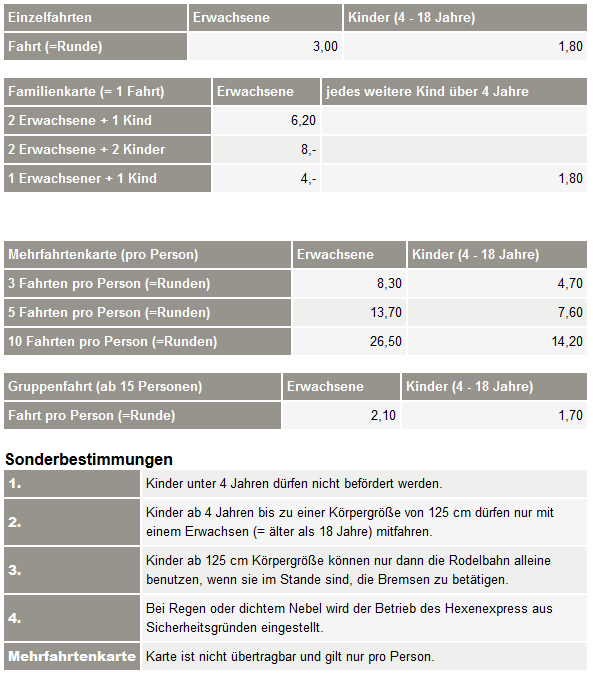 Einzelfahrten Erwachsene Kinder (4 - 18 Jahre)
Fahrt (=Runde) 3,00 1,80
Familienkarte (= 1 Fahrt) Erwachsene jedes weitere Kind über 4 Jahre
2 Erwachsene + 1 Kind 6,20
2 Erwachsene + 2 Kinder 8,-
1 Erwachsener + 1 Kind 4,- 1,80
Mehrfahrtenkarte (pro Person) Erwachsene Kinder (4 - 18 Jahre)
3 Fahrten pro Person (=Runden) 8,30 4,70
5 Fahrten pro Person (=Runden) 13,70 7,60
10 Fahrten pro Person (=Runden) 26,50 14,20
Gruppenfahrt (ab 15 Personen) Erwachsene Kinder (4 - 18 Jahre)
Fahrt pro Person (=Runde) 2,10 1,70
Sonderbestimmungen
1. Kinder unter 4 Jahren dürfen nicht befördert werden.
2. Kinder ab 4 Jahren bis zu einer Körpergröße von 125 cm dürfen nur mit
einem Erwachsen (= älter als 18 Jahre) mitfahren.
3. Kinder ab 125 cm Körpergröße können nur dann die Rodelbahn alleine
benutzen, wenn sie im Stande sind, die Bremsen zu betätigen.
4. Bei Regen oder dichtem Nebel wird der Betrieb des Hexenexpress aus
Sicherheitsgründen eingestellt.
Mehrfahrtenkarte Karte ist nicht übertragbar und gilt nur pro Person.